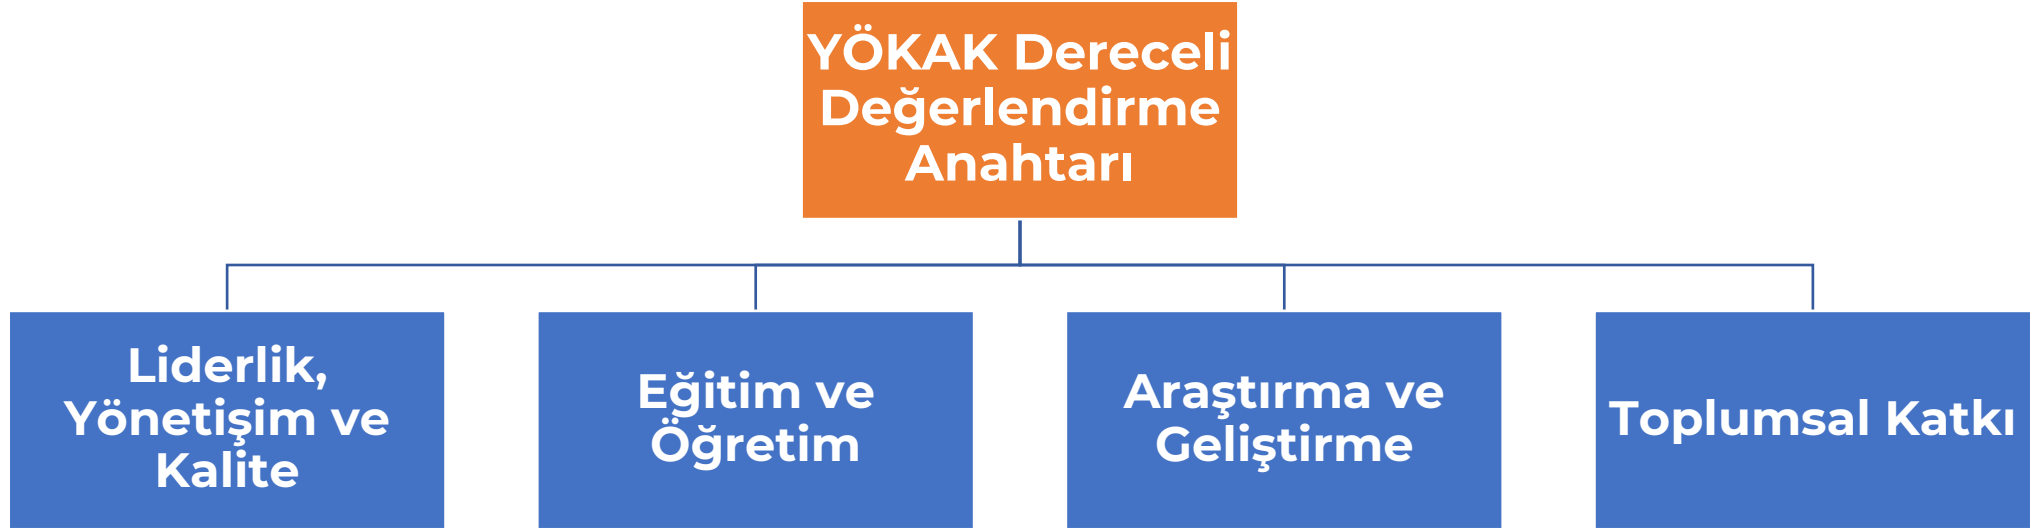 YÖKAK Dereceli
Değerlendirme
Anahtarı
Liderlik,
Yönetişim ve
Kalite
Eğitim ve
Öğretim
Araştırma ve
Geliştirme
Toplumsal Katkı